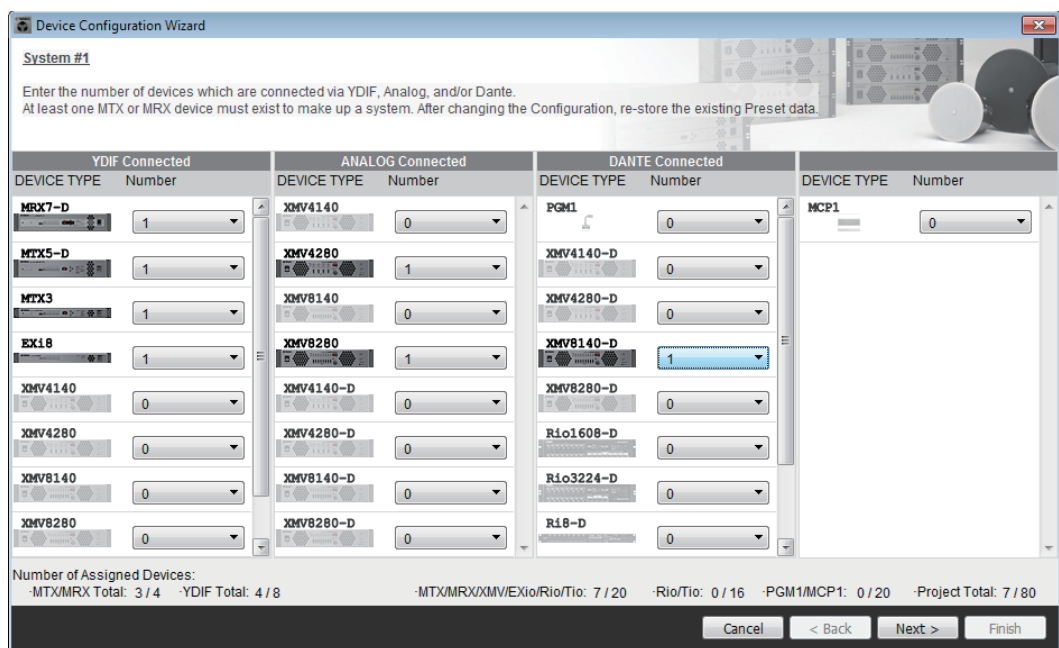 Device Configuration Wizard
System #1
Enter the number of devices which are connected via YDIF, Analog, and/or Dante.
At least one MTX or MRX device must exist to make up a system. After changing the Configuration, re-store the existing Preset data.
YDIF Connected
DEVICE TYPE Number
MRX7-D 1
MTX5-D 1
MTX3 1
EXi8 1
XMV4140 0
XMV4280 0
XMV8140 0
XMV8280 0
ANALOG Connected
DEVICE TYPE Number
XMV4140 0
XMV4280 1
XMV8140 0
XMV8280 1
XMV4140-D 0
XMV4280-D 0
XMV8140-D 0
XMV8280-D 0
DANTE Connected
DEVICE TYPE Number
PGM1 0
XMV4140-D 0
XMV4280-D 0
XMV8140-D 1
XMV8280-D 0
Rio1608-D 0
Rio3224-D 0
Ri8-D 0
DEVICE TYPE Number
MCP1 0
Number of Assigned Devices:
·MTX/MRX Total: 3 / 4 ·YDIF Total: 4 / 8 ·MTX/MRX/XMV/EXio/Rio/Tio: 7 / 20 ·Rio/Tio: 0 / 16 ·PGM1/MCP1: 0 / 20 ·Project Total: 7 / 80
Cancel < Back Next > Finish